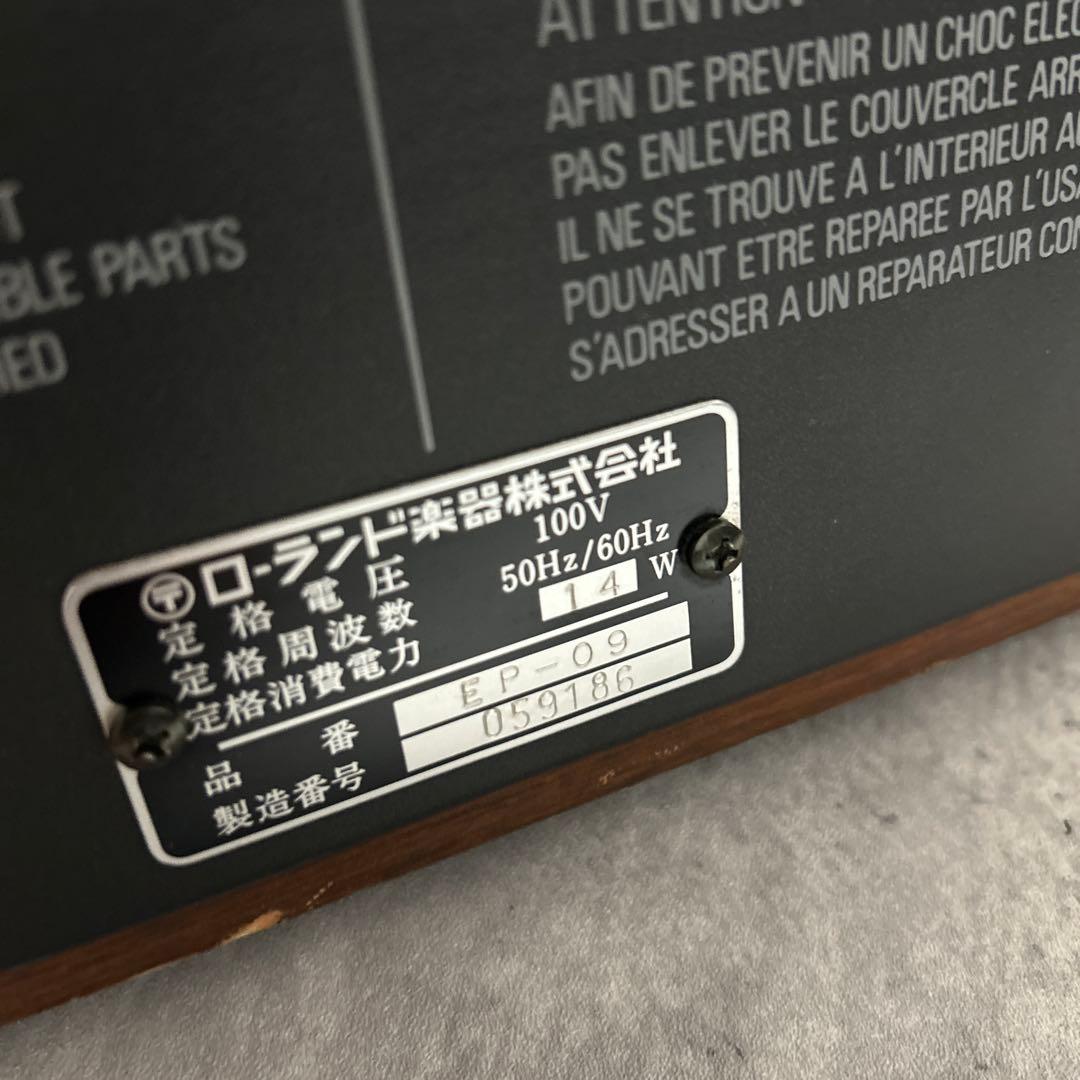 BLE PARTS
ATTENTION
AFIN DE PREVENIR UN CHOC ELEC
PAS ENLEVER LE COUVERCLE ARR
IL NE SE TROUVE A L'INTERIEUR AU
POUVANT ETRE REPAREE PAR L'USA
S'ADRESSER A UN REPARATEUR COM
〶 ローランド楽器株式会社
定格電圧 100V
定格周波数 50Hz/60Hz
定格消費電力 14 W
品番 EP-09
製造番号 059186